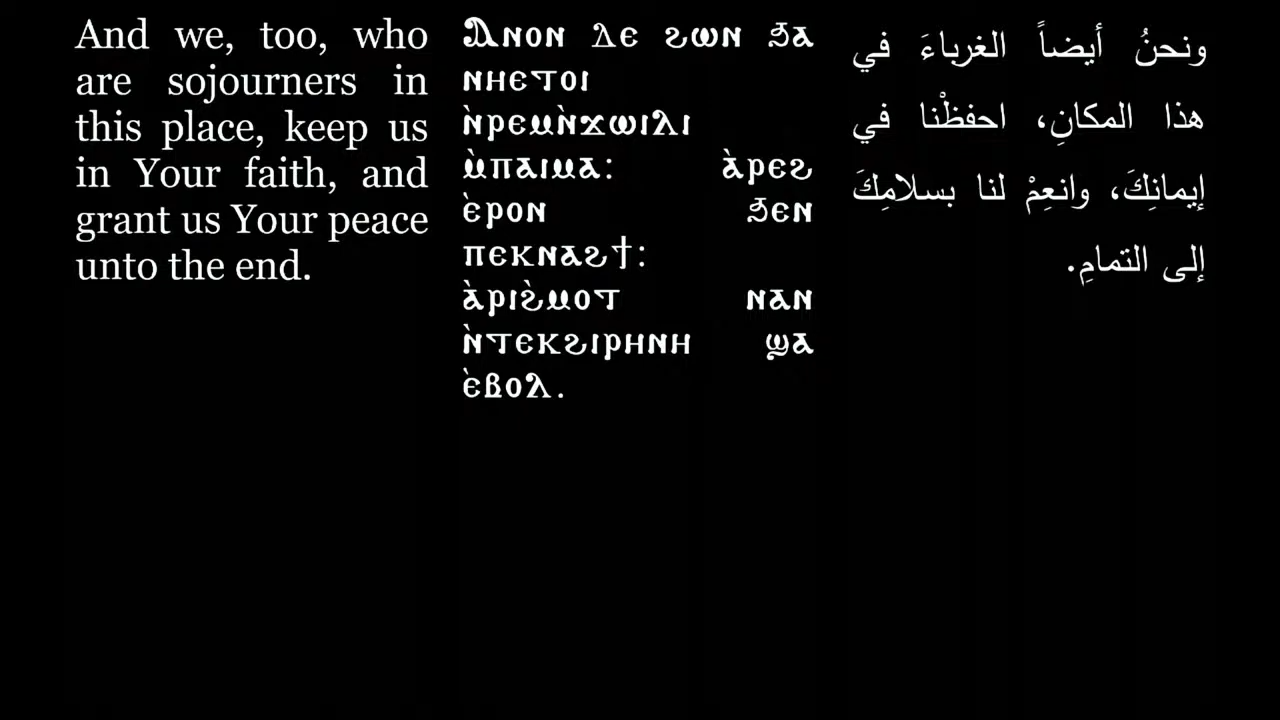 And we, too, who
are sojourners in
this place, keep us
in Your faith, and
grant us Your peace
unto the end.
Ⲁⲛⲟⲛ ⲇⲉ ϩⲱⲛ ϧⲁ
ⲛⲏⲉⲧⲟⲓ
ⲛ̀ⲣⲉⲙⲛ̀ϫⲱⲓⲗⲓ
ⲙ̀ⲡⲁⲓⲙⲁ: ⲁ̀ⲣⲉϩ
ⲉ̀ⲣⲟⲛ ϧⲉⲛ
ⲡⲉⲕⲛⲁϩϯ:
ⲁ̀ⲣⲓϩ̀ⲙⲟⲧ ⲛⲁⲛ
ⲛ̀ⲧⲉⲕϩⲓⲣⲏⲛⲏ ϣⲁ
ⲉ̀ⲃⲟⲗ.
ونحنُ أيضاً الغرباءَ في
هذا المكانِ، احفظْنا في
إيمانِكَ، وانعِمْ لنا بسلامِكَ
إلى التمامِ.